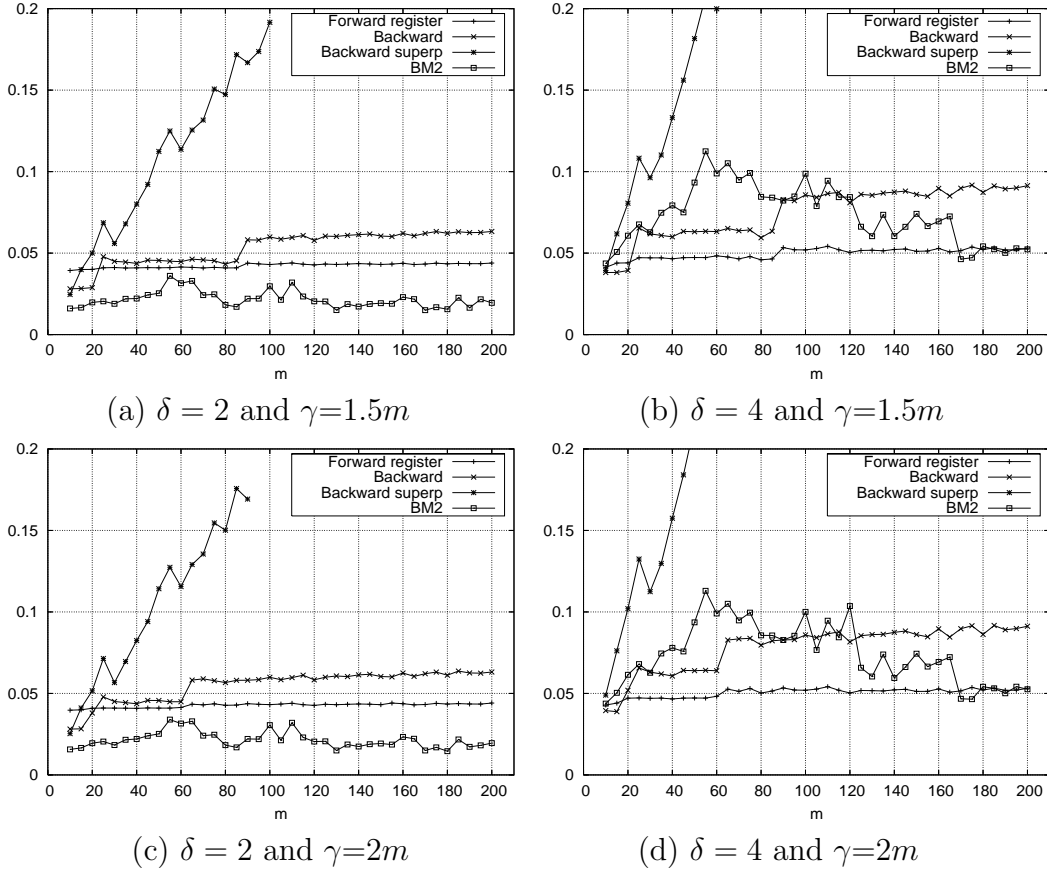 0.2
0.15
0.1
0.05
0
0 20 40 60 80 100 120 140 160 180 200
m
Forward register
Backward
Backward superp
BM2
(a) δ = 2 and γ=1.5m
0.2
0.15
0.1
0.05
0
0 20 40 60 80 100 120 140 160 180 200
m
Forward register
Backward
Backward superp
BM2
(b) δ = 4 and γ=1.5m
0.2
0.15
0.1
0.05
0
0 20 40 60 80 100 120 140 160 180 200
m
Forward register
Backward
Backward superp
BM2
(c) δ = 2 and γ=2m
0.2
0.15
0.1
0.05
0
0 20 40 60 80 100 120 140 160 180 200
m
Forward register
Backward
Backward superp
BM2
(d) δ = 4 and γ=2m